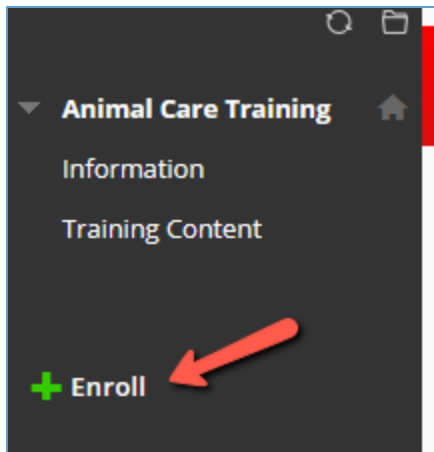 Animal Care Training
Information
Training Content
Enroll